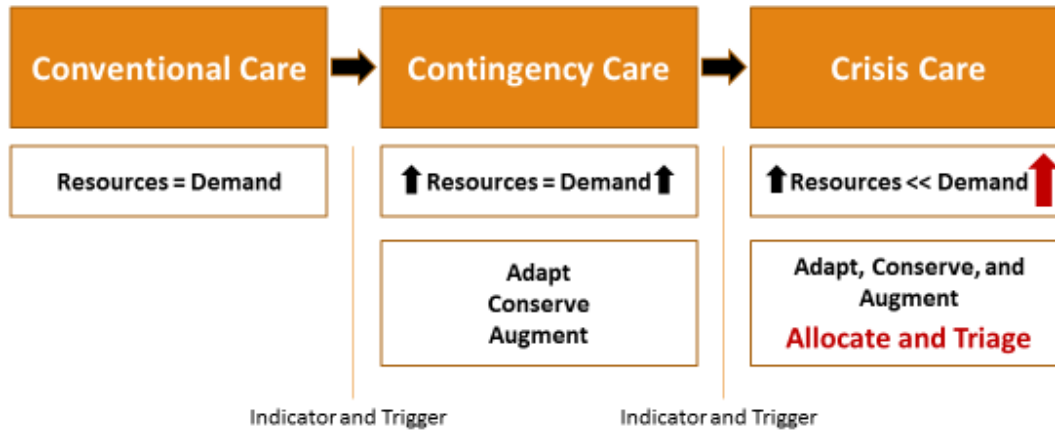 Conventional Care
Contingency Care
Crisis Care
Resources = Demand
Resources = Demand
Resources << Demand
Adapt
Conserve
Augment
Adapt, Conserve, and
Augment
Allocate and Triage
Indicator and Trigger
Indicator and Trigger